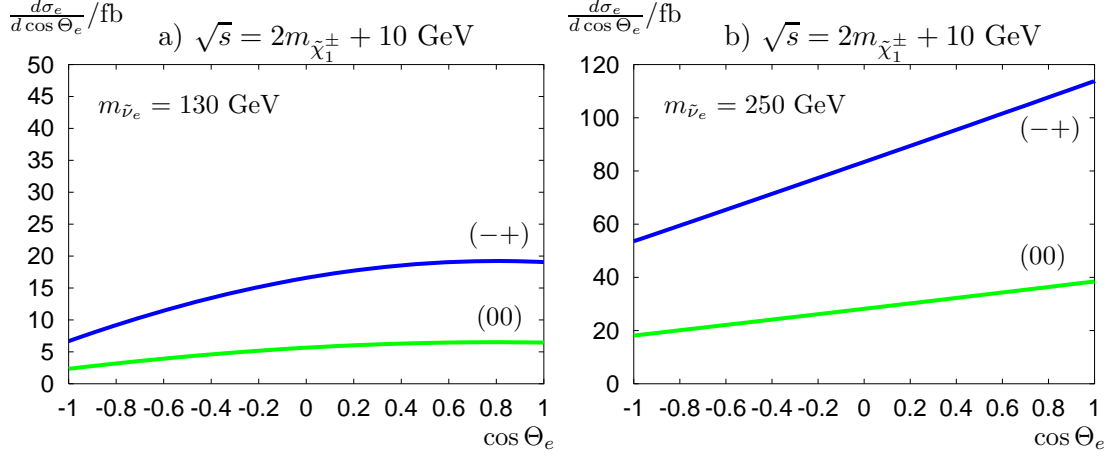 dσ_e/d cos Θ_e /fb
a) √s = 2m_χ̃₁^± + 10 GeV
50
45
40
35
30
25
20
15
10
5
0
m_ν̃_e = 130 GeV
(−+)
(00)
-1 -0.8 -0.6 -0.4 -0.2 0 0.2 0.4 0.6 0.8 1
cos Θ_e
dσ_e/d cos Θ_e /fb
b) √s = 2m_χ̃₁^± + 10 GeV
120
100
80
60
40
20
0
m_ν̃_e = 250 GeV
(−+)
(00)
-1 -0.8 -0.6 -0.4 -0.2 0 0.2 0.4 0.6 0.8 1
cos Θ_e